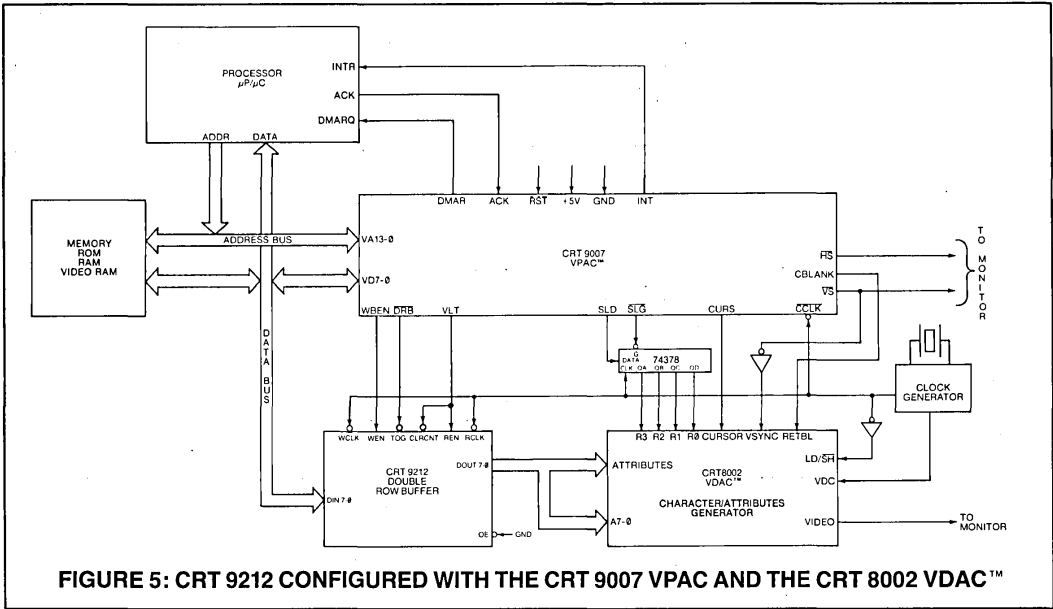 PROCESSOR
µP/µC
INTR
ACK
DMARQ
ADDR DATA
MEMORY
ROM
RAM
VIDEO RAM
ADDRESS BUS
DATA BUS
DMAR ACK RST +5V GND INT
VA13-0
VD7-0
CRT 9007
VPAC™
HS
CBLANK
VS
TO MONITOR
WBEN DRB VLT SLD SLG CURS CCLK
G
DATA 74378
CLK QA QB QC QD
CLOCK
GENERATOR
WCLK WEN TOG CLRCNT REN RCLK
CRT 9212
DOUBLE
ROW BUFFER
DOUT 7-0
DIN 7-0
OE GND
R3 R2 R1 R0 CURSOR VSYNC RETBL
ATTRIBUTES
CRT8002
VDAC™
CHARACTER/ATTRIBUTES
GENERATOR
A7-0
LD/SH
VDC
VIDEO
TO
MONITOR
FIGURE 5: CRT 9212 CONFIGURED WITH THE CRT 9007 VPAC AND THE CRT 8002 VDAC™